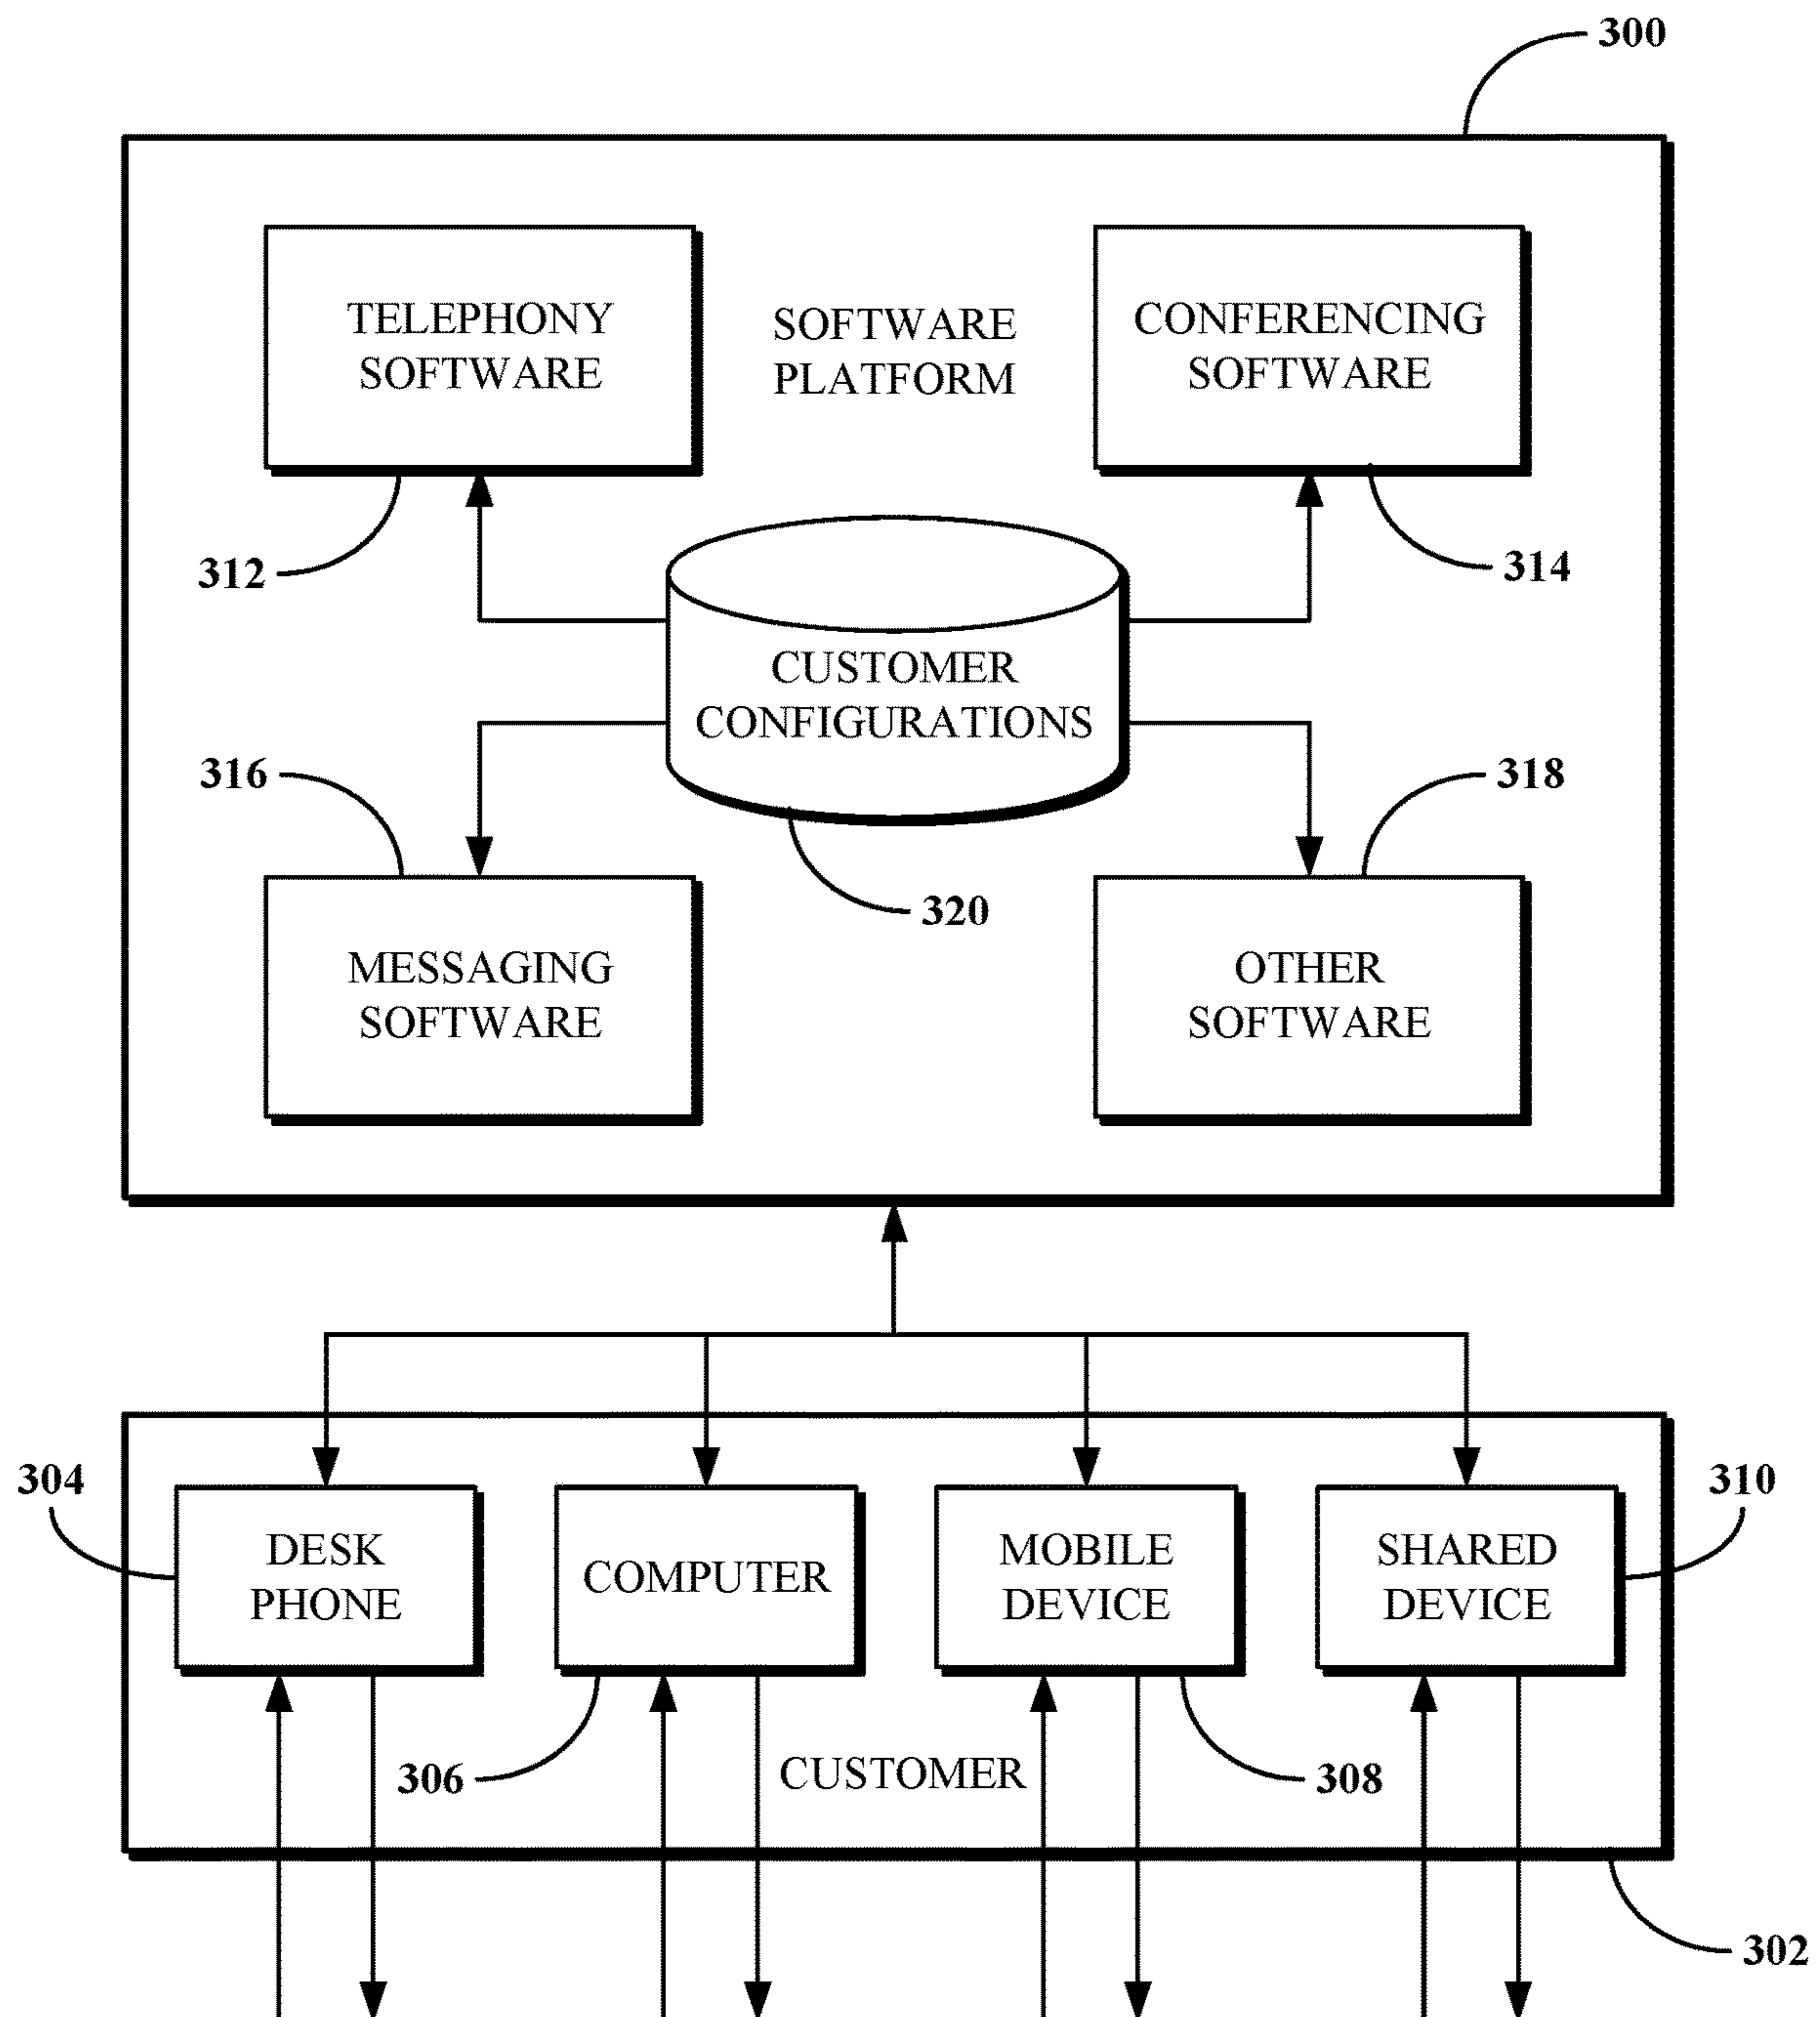 300
TELEPHONY
SOFTWARE
SOFTWARE
PLATFORM
CONFERENCING
SOFTWARE
312
314
CUSTOMER
CONFIGURATIONS
316
318
320
MESSAGING
SOFTWARE
OTHER
SOFTWARE
304
310
DESK
PHONE
COMPUTER
MOBILE
DEVICE
SHARED
DEVICE
306
CUSTOMER
308
302